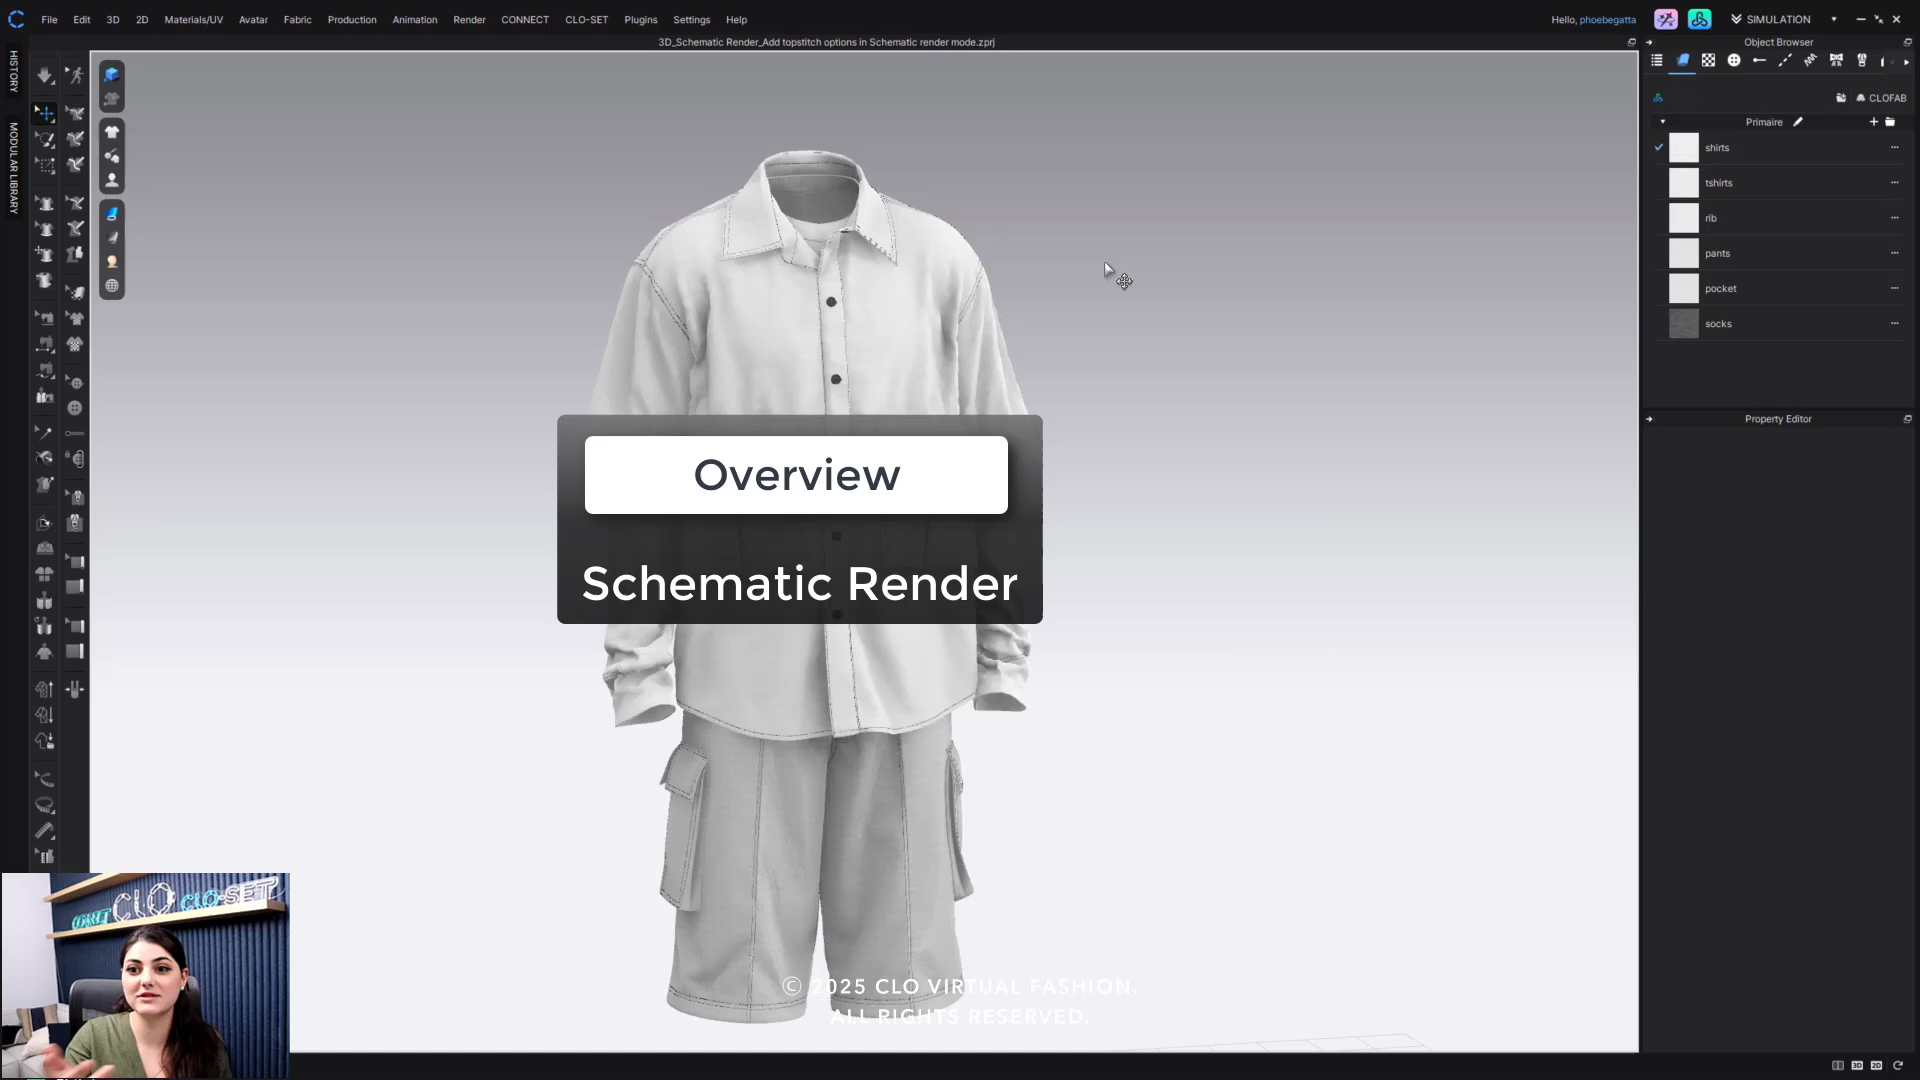 File Edit 3D 2D Materials/UV Avatar Fabric Production Animation Render CONNECT CLO-SET Plugins Settings Help
Hello, phoebegatta
SIMULATION
3D_Schematic Render_Add topstitch options in Schematic render mode.zprj
Object Browser
HISTORY
MODULAR LIBRARY
CLOFAB
Primaire
shirts
tshirts
rib
pants
pocket
socks
Property Editor
Overview
Schematic Render
CONNECT CLO CLO-SET
© 2025 CLO VIRTUAL FASHION.
ALL RIGHTS RESERVED.
3D 2D